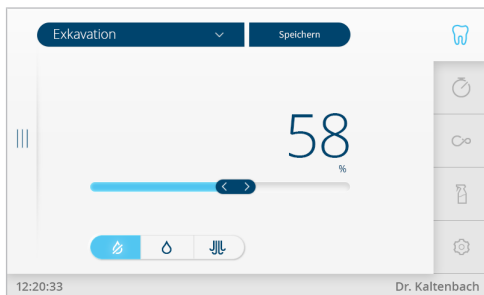 Exkavation
Speichern
58
%
12:20:33
Dr. Kaltenbach